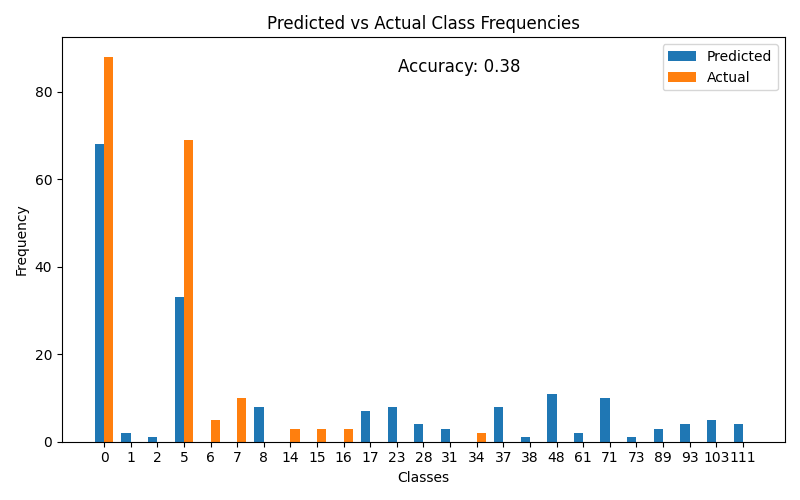 Predicted vs Actual Class Frequencies
Accuracy: 0.38
Predicted
Actual
Frequency
80
60
40
20
0
0 1 2 5 6 7 8 14 15 16 17 23 28 31 34 37 38 48 61 71 73 89 93 103 111
Classes